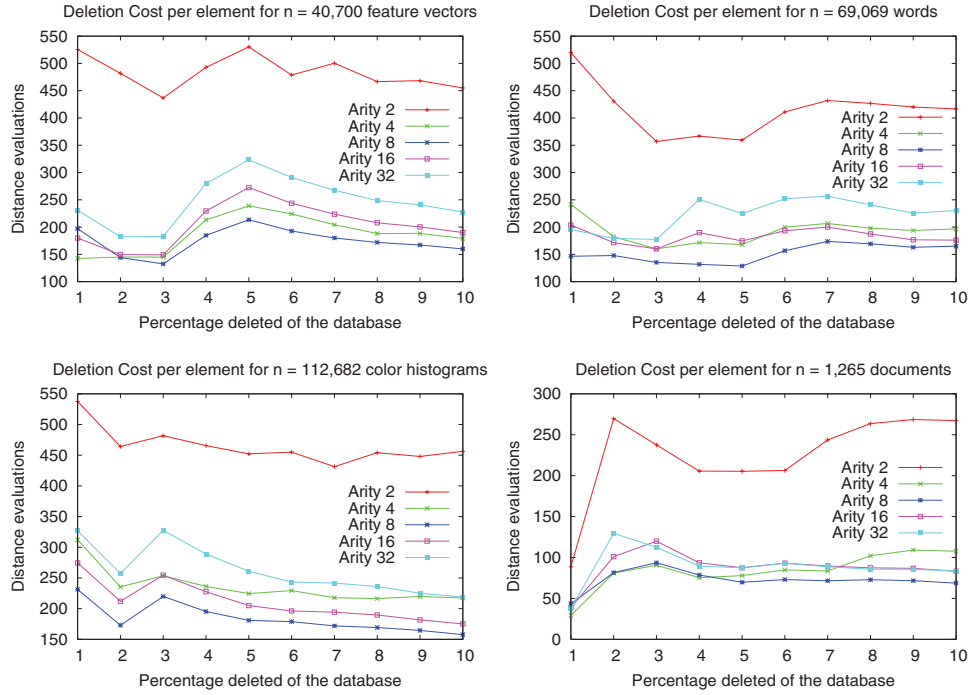 Deletion Cost per element for n = 40,700 feature vectors
550
500
450
400
350
300
250
200
150
100
Distance evaluations
Arity 2
Arity 4
Arity 8
Arity 16
Arity 32
1 2 3 4 5 6 7 8 9 10
Percentage deleted of the database
Deletion Cost per element for n = 69,069 words
550
500
450
400
350
300
250
200
150
100
Distance evaluations
Arity 2
Arity 4
Arity 8
Arity 16
Arity 32
1 2 3 4 5 6 7 8 9 10
Percentage deleted of the database
Deletion Cost per element for n = 112,682 color histograms
550
500
450
400
350
300
250
200
150
Distance evaluations
Arity 2
Arity 4
Arity 8
Arity 16
Arity 32
1 2 3 4 5 6 7 8 9 10
Percentage deleted of the database
Deletion Cost per element for n = 1,265 documents
300
250
200
150
100
50
0
Distance evaluations
Arity 2
Arity 4
Arity 8
Arity 16
Arity 32
1 2 3 4 5 6 7 8 9 10
Percentage deleted of the database